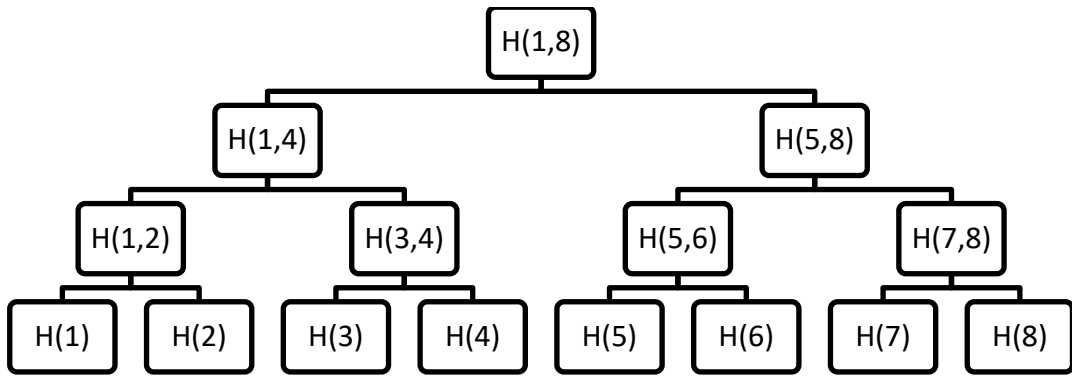 H(1,8)
H(1,4) H(5,8)
H(1,2) H(3,4) H(5,6) H(7,8)
H(1) H(2) H(3) H(4) H(5) H(6) H(7) H(8)